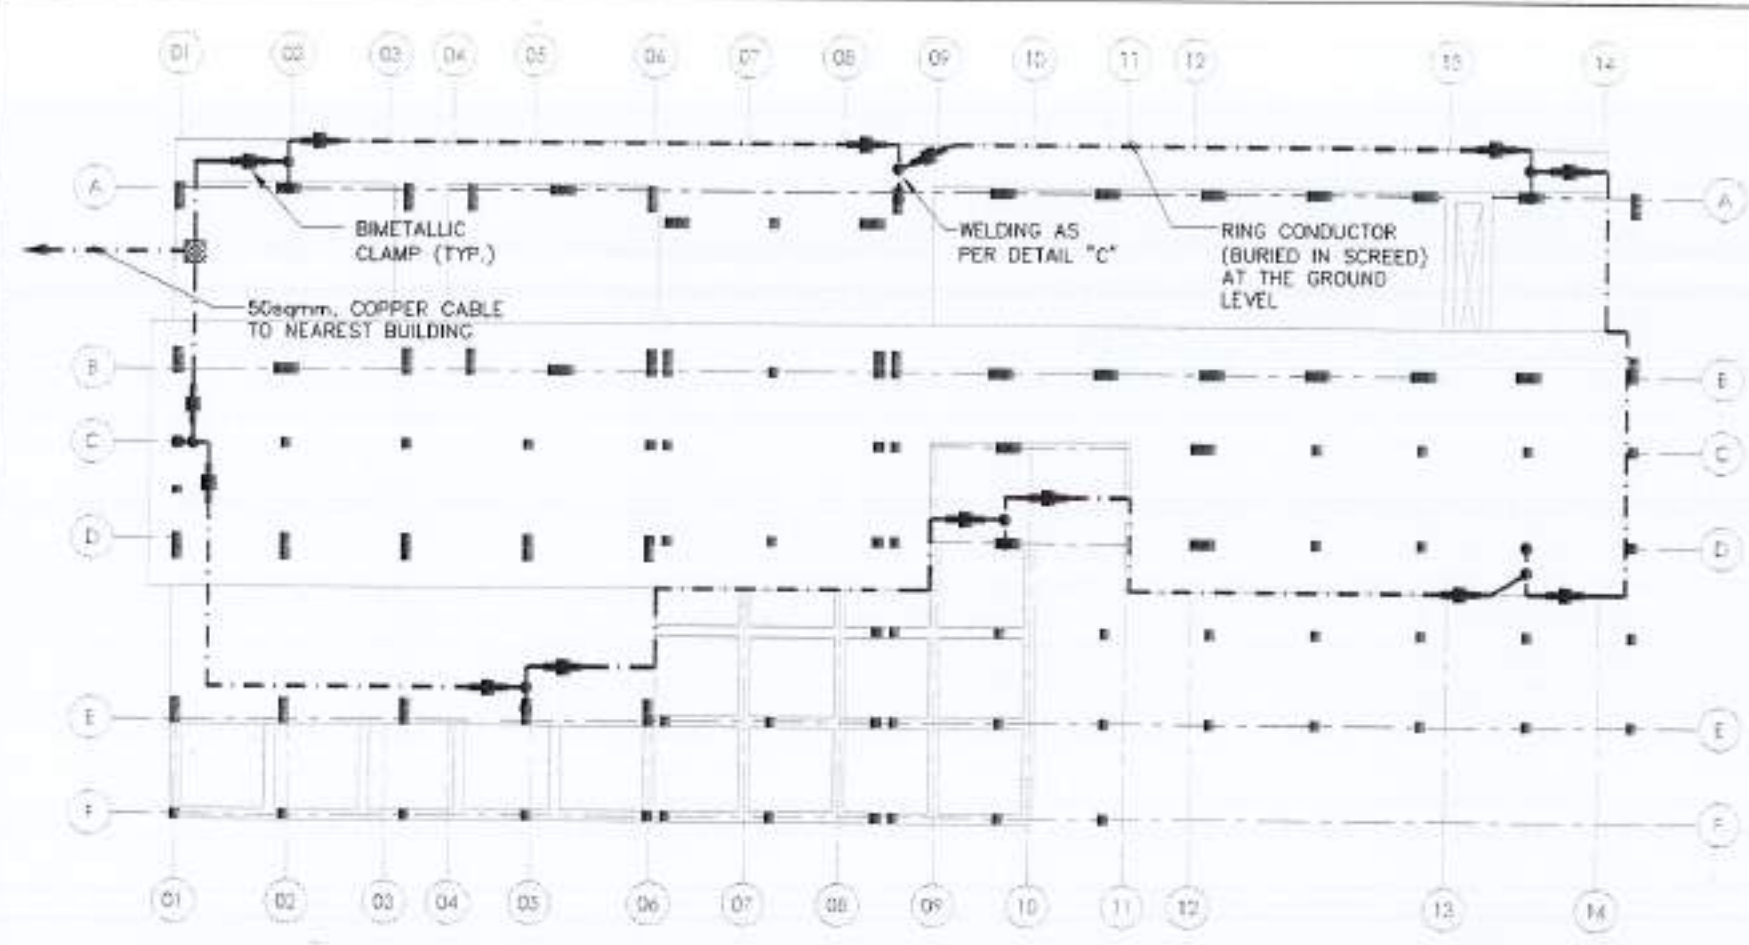 01 02 03 04 05 06 07 08 09 10 11 12 13 14
A A
BIMETALLIC
CLAMP (TYP.)
WELDING AS
PER DETAIL "C"
RING CONDUCTOR
(BURIED IN SCREED)
AT THE GROUND
LEVEL
50sqmm. COPPER CABLE
TO NEAREST BUILDING
B B
C C
D D
E E
F F
01 02 03 04 05 06 07 08 09 10 11 12 13 14